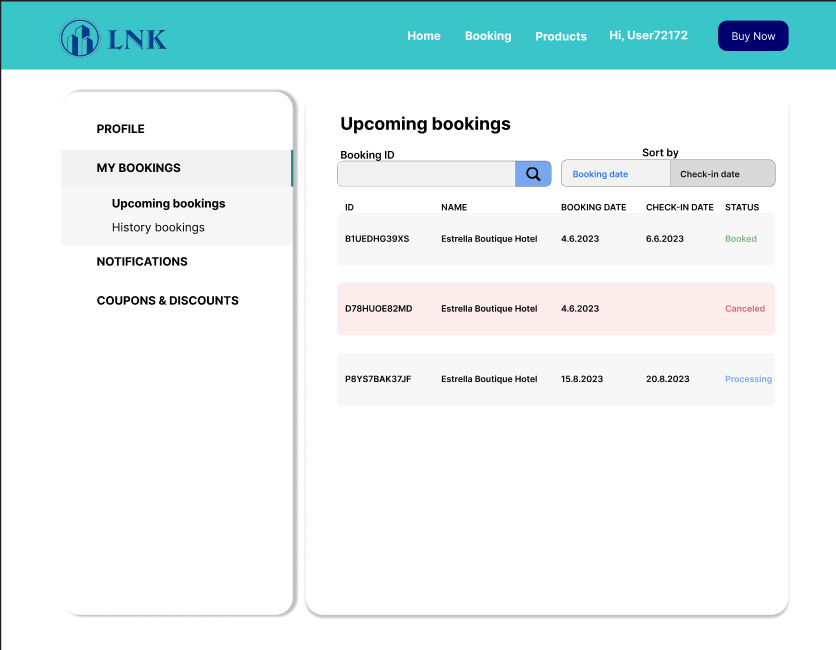 LNK
Home Booking Products Hi, User72172 Buy Now
PROFILE
MY BOOKINGS
Upcoming bookings
History bookings
NOTIFICATIONS
COUPONS & DISCOUNTS
Upcoming bookings
Booking ID
Sort by
Booking date Check-in date
ID NAME BOOKING DATE CHECK-IN DATE STATUS
B1UEDHG39XS Estrella Boutique Hotel 4.6.2023 6.6.2023 Booked
D78HUOE82MD Estrella Boutique Hotel 4.6.2023 Canceled
P8YS7BAK37JF Estrella Boutique Hotel 15.8.2023 20.8.2023 Processing